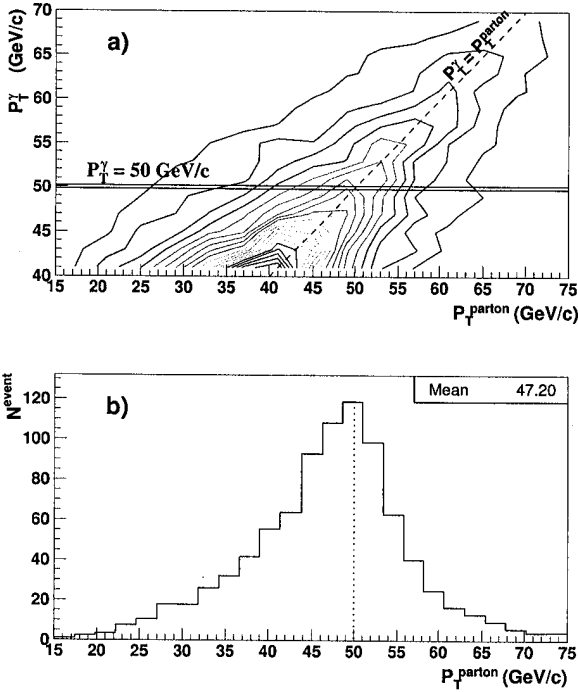 70
65
60
55
50
45
40
P_T^γ (GeV/c)
a)
P_T^γ = P_T^parton
P_T^γ = 50 GeV/c
15 20 25 30 35 40 45 50 55 60 65 70 75
P_T^parton (GeV/c)
120
100
80
60
40
20
0
N^event
b)
Mean 47.20
15 20 25 30 35 40 45 50 55 60 65 70 75
P_T^parton (GeV/c)